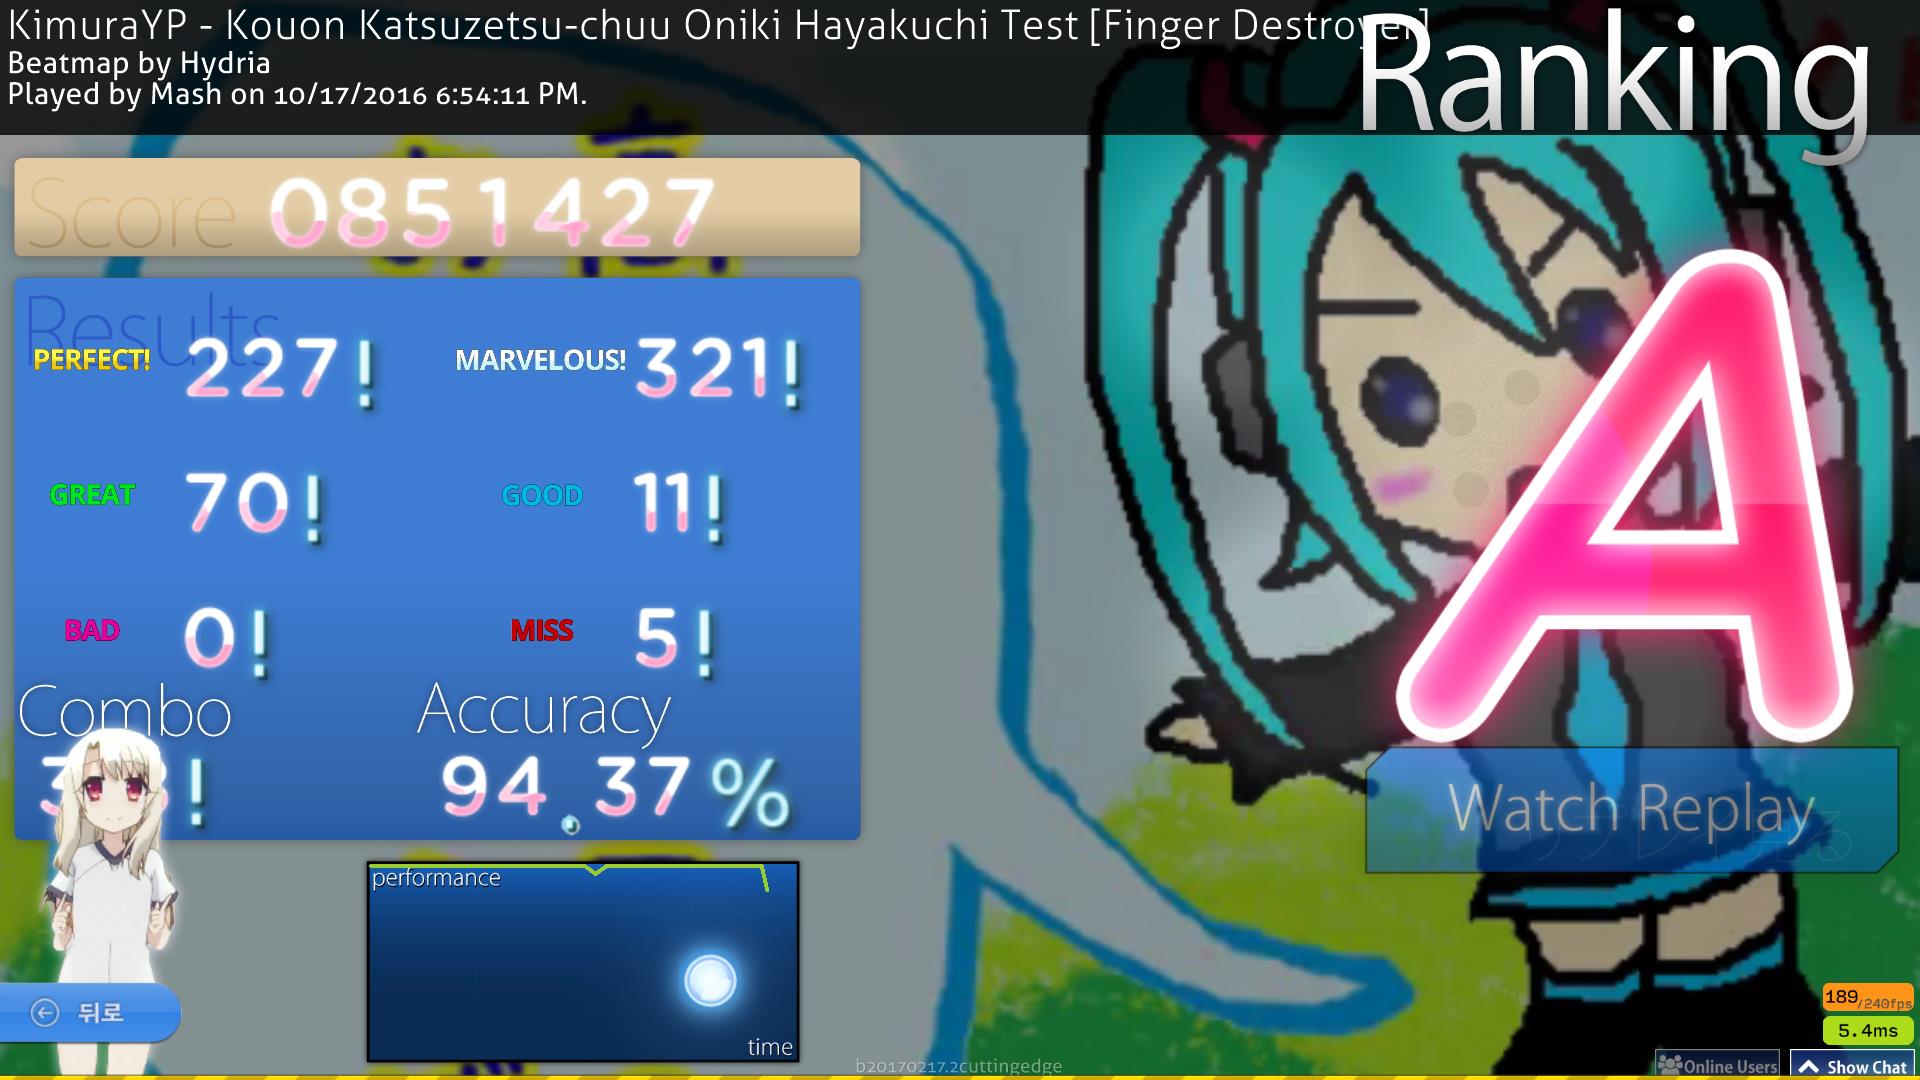 KimuraYP - Kouon Katsuzetsu-chuu Oniki Hayakuchi Test [Finger Destroyer]
Ranking
Beatmap by Hydria
Played by Mash on 10/17/2016 6:54:11 PM.
Score 0851427
Results
PERFECT! 227! MARVELOUS! 321!
GREAT 70! GOOD 11!
BAD 0! MISS 5!
Combo Accuracy
94.37%
A
Watch Replay
performance
time
뒤로
189/240fps
5.4ms
b20170217.2cuttingedge
Online Users
Show Chat